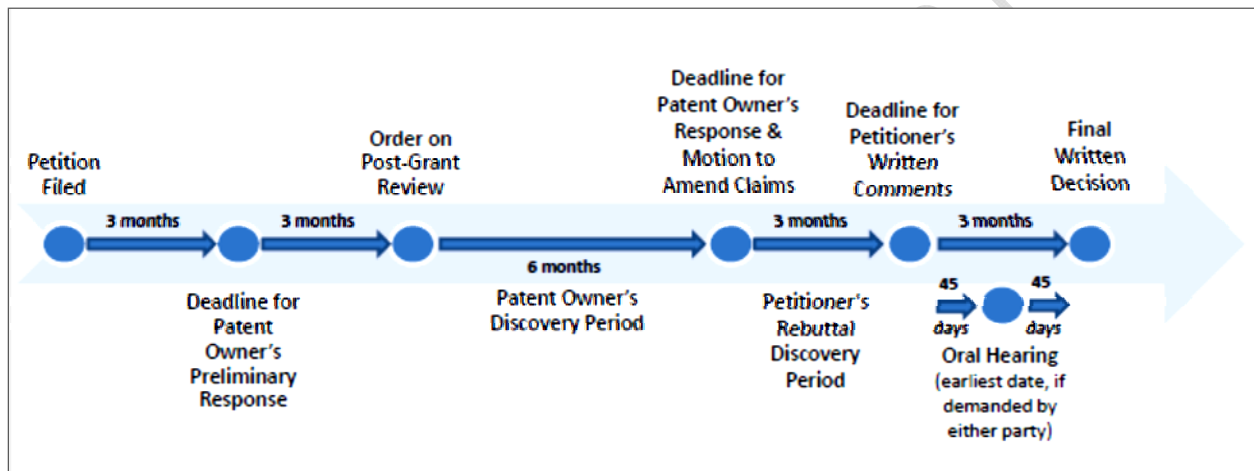 Petition
Filed
Order on
Post-Grant
Review
Deadline for
Patent Owner's
Response &
Motion to
Amend Claims
Deadline for
Petitioner's
Written
Comments
Final
Written
Decision
3 months
3 months
6 months
3 months
3 months
Deadline for
Patent
Owner's
Preliminary
Response
Patent Owner's
Discovery Period
Petitioner's
Rebuttal
Discovery
Period
45
days
45
days
Oral Hearing
(earliest date, if
demanded by
either party)